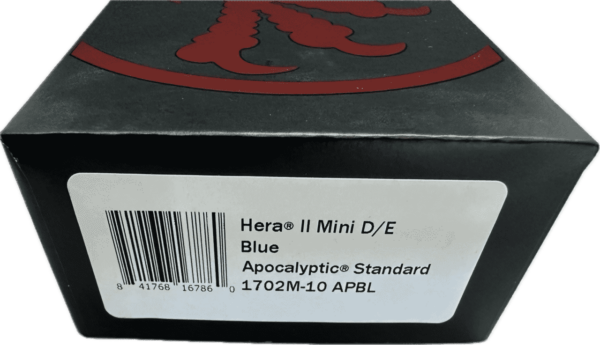 Hera® II Mini D/E
Blue
Apocalyptic® Standard
1702M-10 APBL
8 41768 16786 0